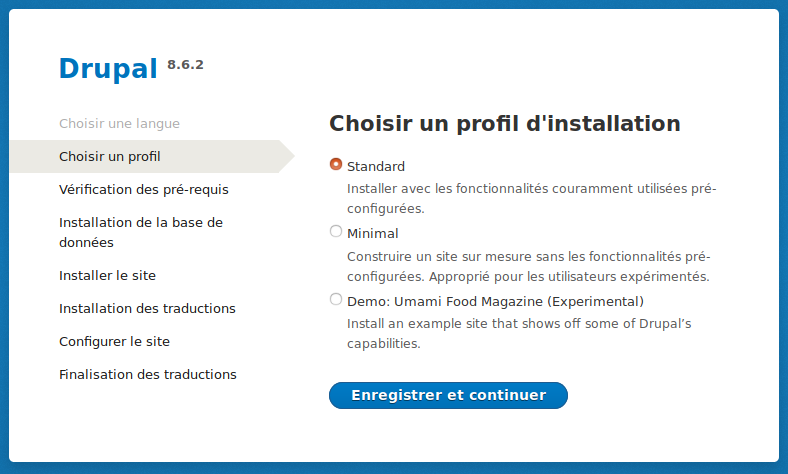 Drupal 8.6.2
Choisir une langue
Choisir un profil
Vérification des pré-requis
Installation de la base de
données
Installer le site
Installation des traductions
Configurer le site
Finalisation des traductions
Choisir un profil d'installation
Standard
Installer avec les fonctionnalités couramment utilisées pré-
configurées.
Minimal
Construire un site sur mesure sans les fonctionnalités pré-
configurées. Approprié pour les utilisateurs expérimentés.
Demo: Umami Food Magazine (Experimental)
Install an example site that shows off some of Drupal’s
capabilities.
Enregistrer et continuer